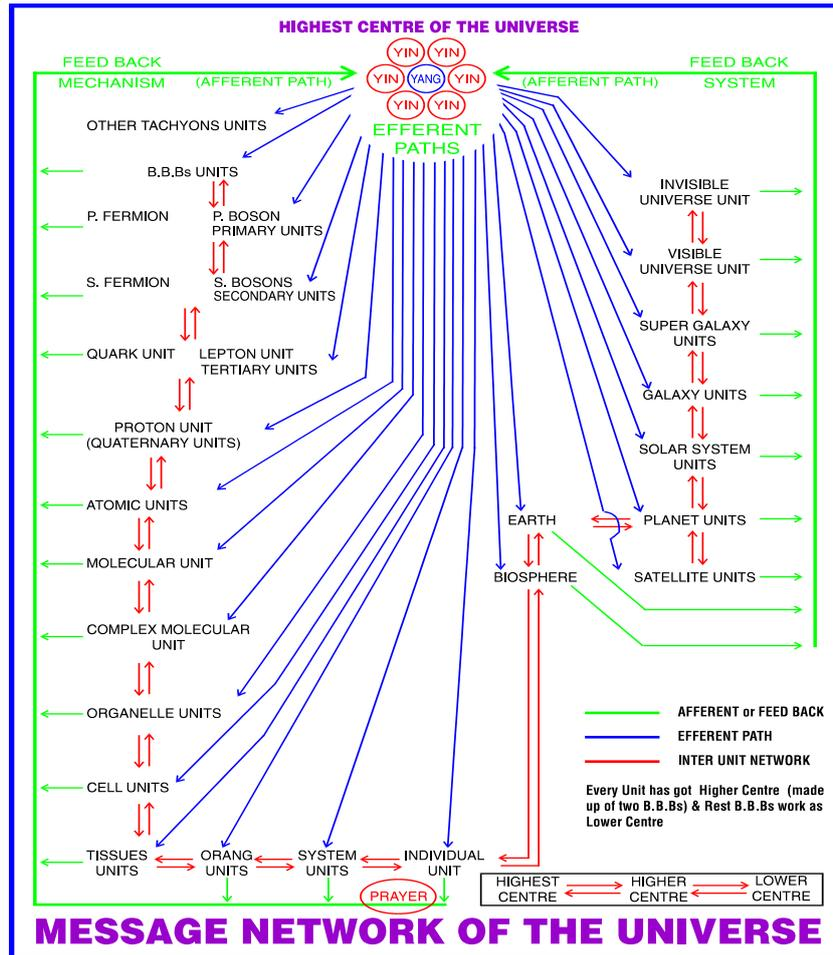 HIGHEST CENTRE OF THE UNIVERSE
YIN YIN
YIN YANG YIN
YIN YIN
FEED BACK
MECHANISM (AFFERENT PATH)
FEED BACK
(AFFERENT PATH) SYSTEM
EFFERENT
PATHS
OTHER TACHYONS UNITS
B.B.Bs UNITS
P. FERMION P. BOSON
PRIMARY UNITS
S. FERMION S. BOSONS
SECONDARY UNITS
QUARK UNIT LEPTON UNIT
TERTIARY UNITS
PROTON UNIT
(QUATERNARY UNITS)
ATOMIC UNITS
MOLECULAR UNIT
COMPLEX MOLECULAR
UNIT
ORGANELLE UNITS
CELL UNITS
TISSUES
UNITS
ORANG
UNITS
SYSTEM
UNITS
INDIVIDUAL
UNIT
PRAYER
INVISIBLE
UNIVERSE UNIT
VISIBLE
UNIVERSE UNIT
SUPER GALAXY
UNITS
GALAXY UNITS
SOLAR SYSTEM
UNITS
EARTH
PLANET UNITS
BIOSPHERE
SATELLITE UNITS
AFFERENT or FEED BACK
EFFERENT PATH
INTER UNIT NETWORK
Every Unit has got Higher Centre (made
up of two B.B.Bs) & Rest B.B.Bs work as
Lower Centre
HIGHEST
CENTRE
HIGHER
CENTRE
LOWER
CENTRE
MESSAGE NETWORK OF THE UNIVERSE